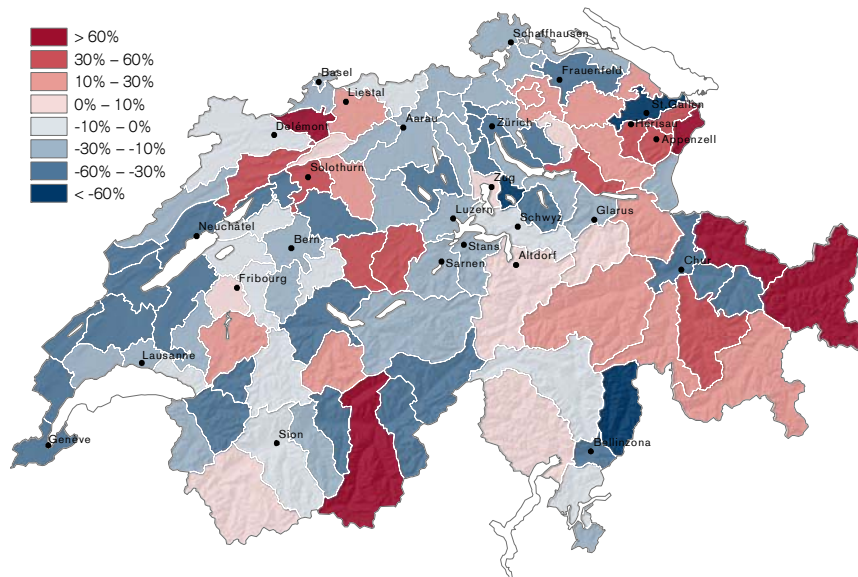 > 60%
30% – 60%
10% – 30%
0% – 10%
-10% – 0%
-30% – -10%
-60% – -30%
< -60%
Schaffhausen
Basel
Frauenfeld
Liestal
St.Gallen
Delémont
Aarau
Zürich
Herisau
Appenzell
Solothurn
Zug
Luzern
Schwyz
Glarus
Neuchâtel
Bern
Stans
Sarnen
Altdorf
Chur
Fribourg
Lausanne
Sion
Genève
Bellinzona